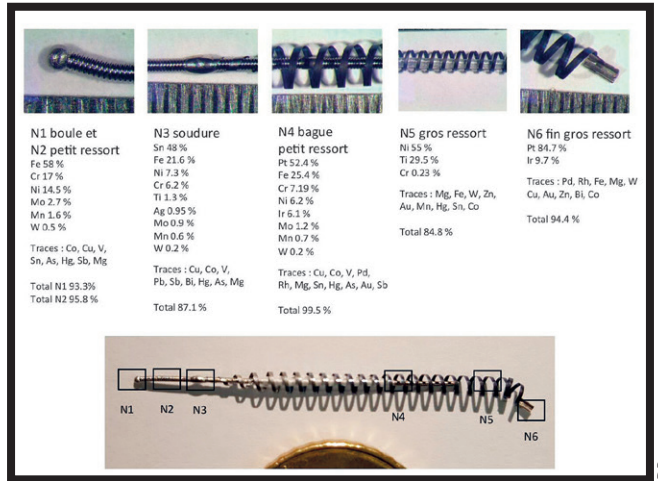 N1 boule et
N2 petit ressort
Fe 58 %
Cr 17 %
Ni 14.5 %
Mo 2.7 %
Mn 1.6 %
W 0.5 %
Traces : Co, Cu, V,
Sn, As, Hg, Sb, Mg
Total N1 93.3%
Total N2 95.8 %
N3 soudure
Sn 48 %
Fe 21.6 %
Ni 7.3 %
Cr 6.2 %
Ti 1.3 %
Ag 0.95 %
Mo 0.9 %
Mn 0.6 %
W 0.2 %
Traces : Cu, Co, V,
Pb, Sb, Bi, Hg, As, Mg
Total 87.1 %
N4 bague
petit ressort
Pt 52.4 %
Fe 25.4 %
Cr 7.19 %
Ni 6.2 %
Ir 6.1 %
Mo 1.2 %
Mn 0.7 %
W 0.2 %
Traces : Cu, Co, V, Pd,
Rh, Mg, Sn, Hg, As, Au, Sb
Total 99.5 %
N5 gros ressort
Ni 55 %
Ti 29.5 %
Cr 0.23 %
Traces : Mg, Fe, W, Zn,
Au, Mn, Hg, Sn, Co
Total 84.8 %
N6 fin gros ressort
Pt 84.7 %
Ir 9.7 %
Traces : Pd, Rh, Fe, Mg, W
Cu, Au, Zn, Bi, Co
Total 94.4 %
N1
N2
N3
N4
N5
N6